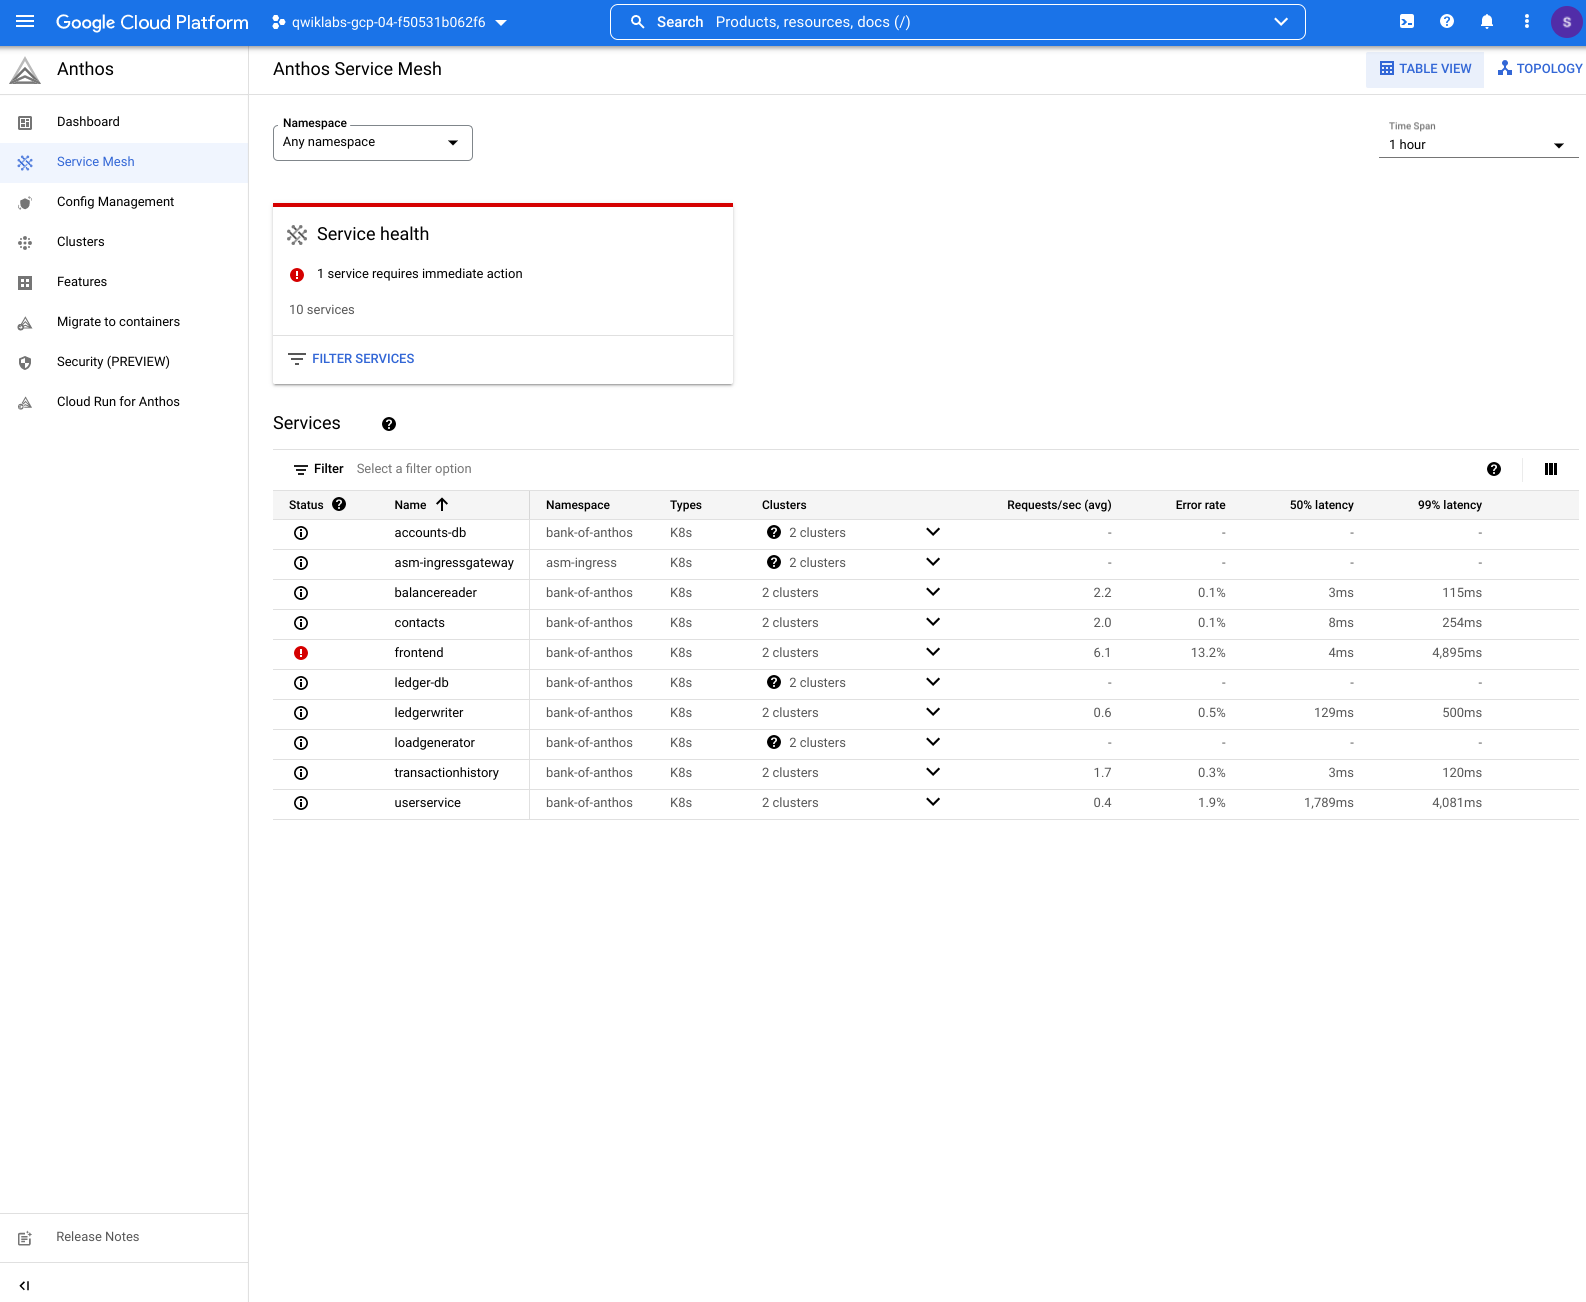 Google Cloud Platform
qwiklabs-gcp-04-f50531b062f6
Search Products, resources, docs (/)
S
Anthos
Anthos Service Mesh
TABLE VIEW
TOPOLOGY
Dashboard
Service Mesh
Config Management
Clusters
Features
Migrate to containers
Security (PREVIEW)
Cloud Run for Anthos
Namespace
Any namespace
Time Span
1 hour
Service health
1 service requires immediate action
10 services
FILTER SERVICES
Services
Filter Select a filter option
Status Name Namespace Types Clusters Requests/sec (avg) Error rate 50% latency 99% latency
accounts-db bank-of-anthos K8s 2 clusters - - - -
asm-ingressgateway asm-ingress K8s 2 clusters - - - -
balancereader bank-of-anthos K8s 2 clusters 2.2 0.1% 3ms 115ms
contacts bank-of-anthos K8s 2 clusters 2.0 0.1% 8ms 254ms
frontend bank-of-anthos K8s 2 clusters 6.1 13.2% 4ms 4,895ms
ledger-db bank-of-anthos K8s 2 clusters - - - -
ledgerwriter bank-of-anthos K8s 2 clusters 0.6 0.5% 129ms 500ms
loadgenerator bank-of-anthos K8s 2 clusters - - - -
transactionhistory bank-of-anthos K8s 2 clusters 1.7 0.3% 3ms 120ms
userservice bank-of-anthos K8s 2 clusters 0.4 1.9% 1,789ms 4,081ms
Release Notes